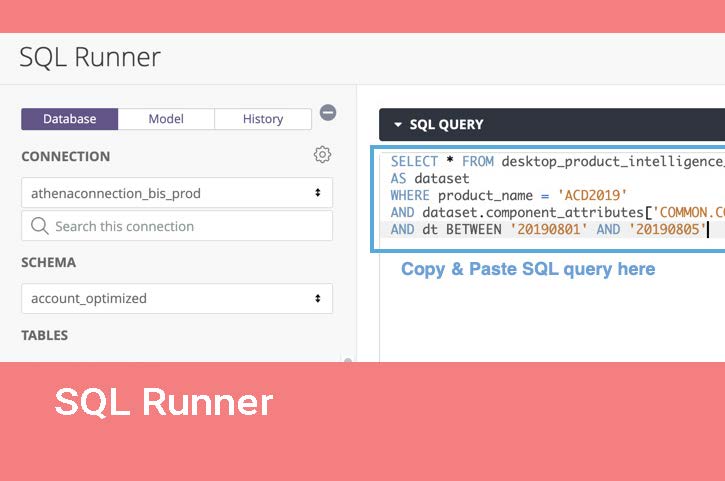 SQL Runner
Database Model History
CONNECTION
athenaconnection_bis_prod
Search this connection
SCHEMA
account_optimized
TABLES
SQL QUERY
SELECT * FROM desktop_product_intelligence_
AS dataset
WHERE product_name = 'ACD2019'
AND dataset.component_attributes['COMMON.CO
AND dt BETWEEN '20190801' AND '20190805'
Copy & Paste SQL query here
SQL Runner